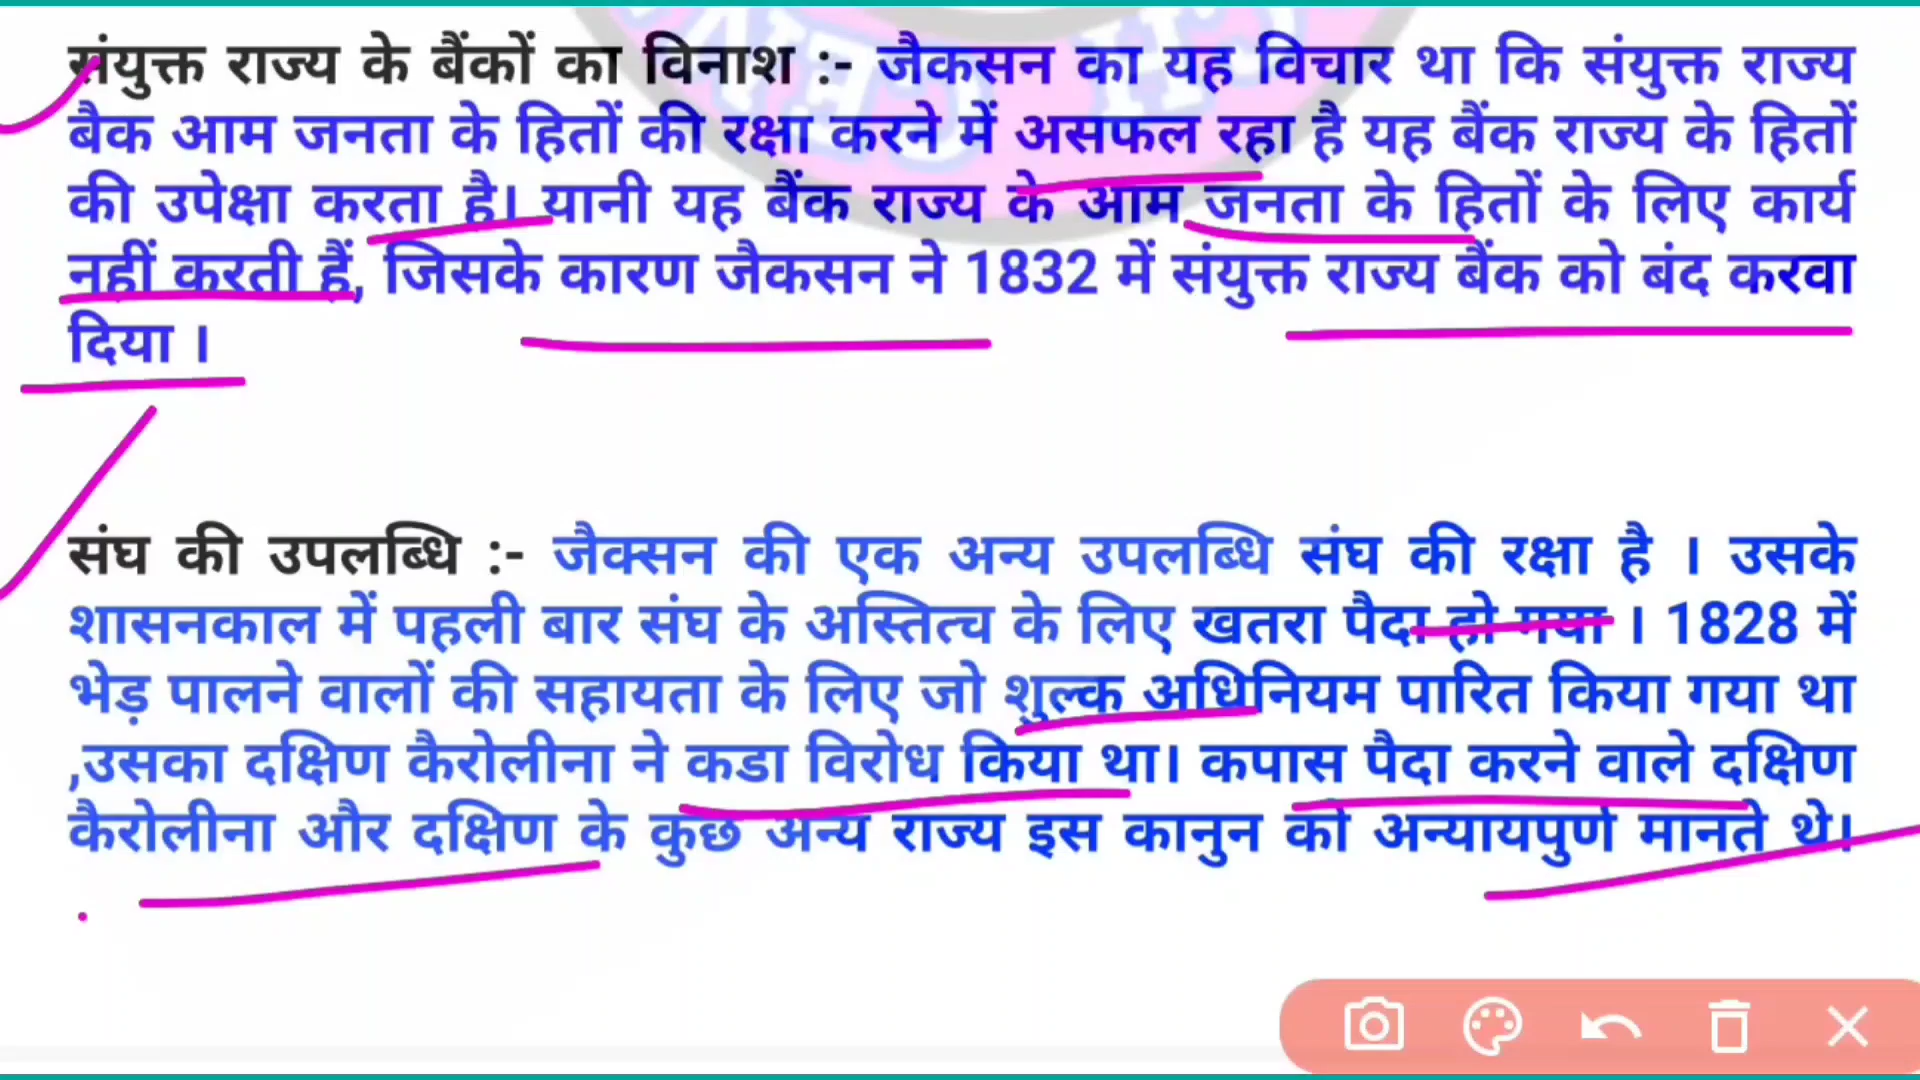 संयुक्त राज्य के बैंकों का विनाश :- जैकसन का यह विचार था कि संयुक्त राज्य
बैक आम जनता के हितों की रक्षा करने में असफल रहा है यह बैंक राज्य के हितों
की उपेक्षा करता है। यानी यह बैंक राज्य के आम जनता के हितों के लिए कार्य
नहीं करती हैं, जिसके कारण जैकसन ने 1832 में संयुक्त राज्य बैंक को बंद करवा
दिया ।
संघ की उपलब्धि :- जैक्सन की एक अन्य उपलब्धि संघ की रक्षा है । उसके
शासनकाल में पहली बार संघ के अस्तित्च के लिए खतरा पैदा हो गया । 1828 में
भेड़ पालने वालों की सहायता के लिए जो शुल्क अधिनियम पारित किया गया था
,उसका दक्षिण कैरोलीना ने कडा विरोध किया था। कपास पैदा करने वाले दक्षिण
कैरोलीना और दक्षिण के कुछ अन्य राज्य इस कानुन को अन्यायपुर्ण मानते थे।